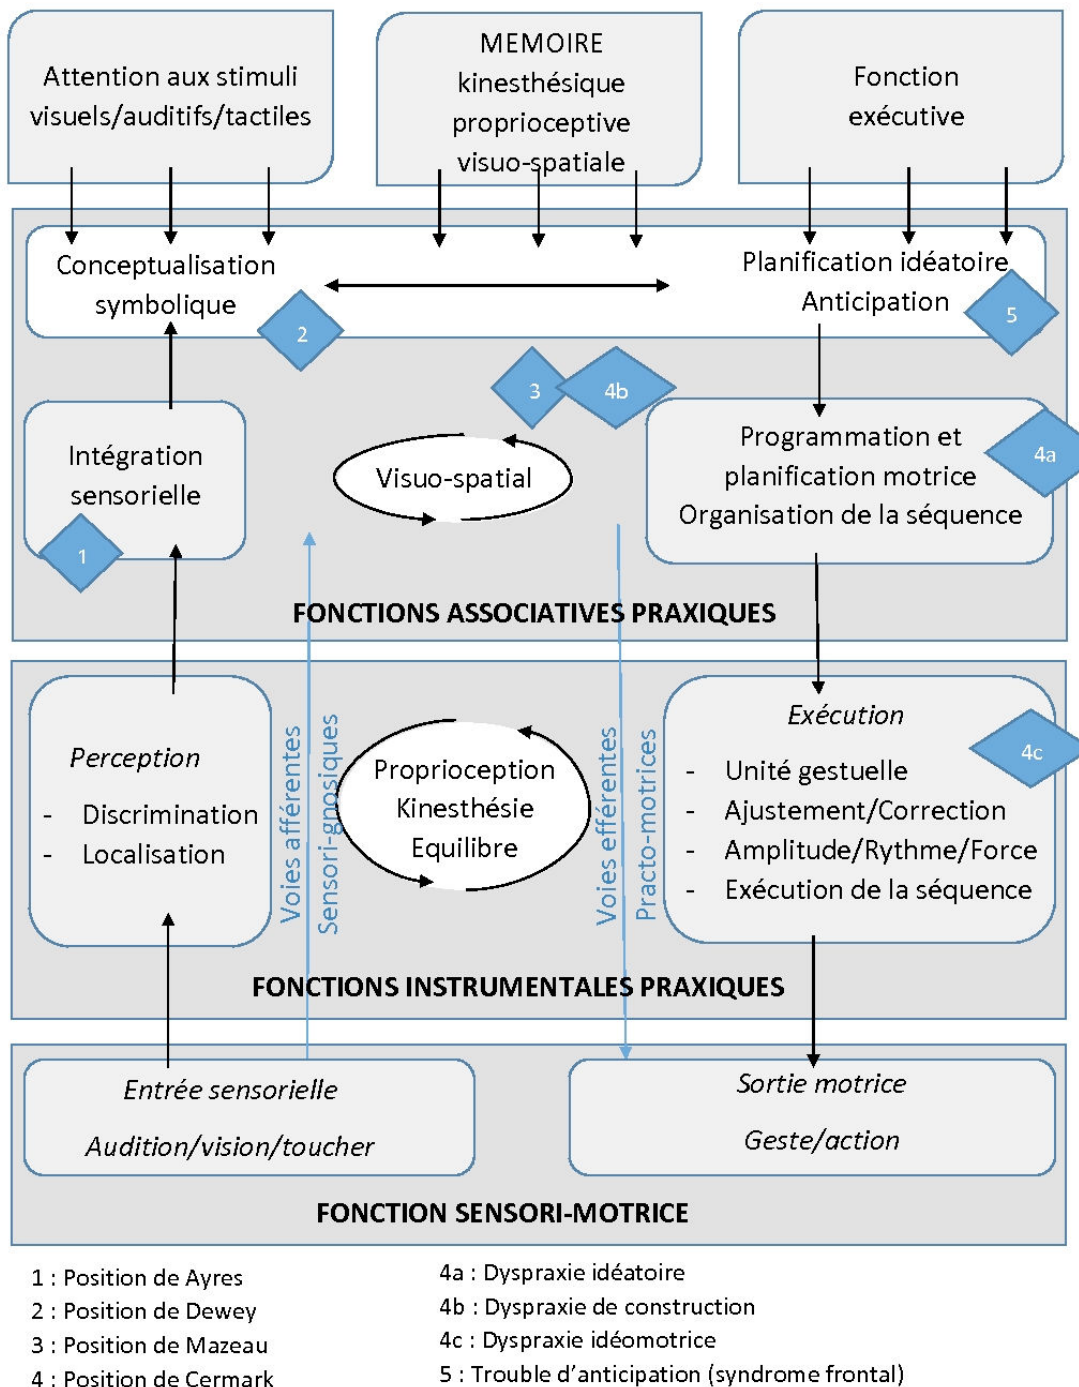 Attention aux stimuli
visuels/auditifs/tactiles
MEMOIRE
kinesthésique
proprioceptive
visuo-spatiale
Fonction
exécutive
Conceptualisation
symbolique
2
Planification idéatoire
Anticipation
5
3
4b
Intégration
sensorielle
1
Visuo-spatial
Programmation et
planification motrice
Organisation de la séquence
4a
FONCTIONS ASSOCIATIVES PRAXIQUES
Perception
- Discrimination
- Localisation
Voies afférentes
Sensori-gnosiques
Proprioception
Kinesthésie
Equilibre
Voies efférentes
Practo-motrices
Exécution
- Unité gestuelle
- Ajustement/Correction
- Amplitude/Rythme/Force
- Exécution de la séquence
4c
FONCTIONS INSTRUMENTALES PRAXIQUES
Entrée sensorielle
Audition/vision/toucher
Sortie motrice
Geste/action
FONCTION SENSORI-MOTRICE
1 : Position de Ayres
2 : Position de Dewey
3 : Position de Mazeau
4 : Position de Cermark
4a : Dyspraxie idéatoire
4b : Dyspraxie de construction
4c : Dyspraxie idéomotrice
5 : Trouble d'anticipation (syndrome frontal)